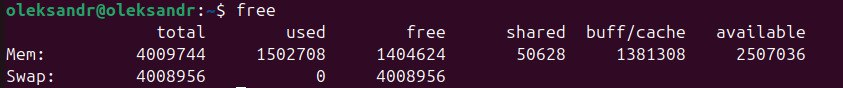 oleksandr@oleksandr:~$ free
total used free shared buff/cache available
Mem: 4009744 1502708 1404624 50628 1381308 2507036
Swap: 4008956 0 4008956